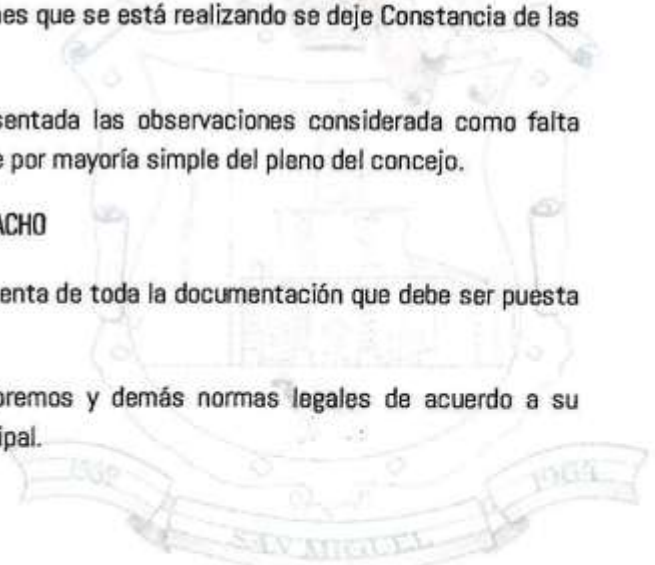 nes que se está realizando se deje Constancia de las
sentada las observaciones considerada como falta
e por mayoría simple del pleno del concejo.
ACHO
enta de toda la documentación que debe ser puesta
premos y demás normas legales de acuerdo a su
ipal.
1964
SAN MIGUEL